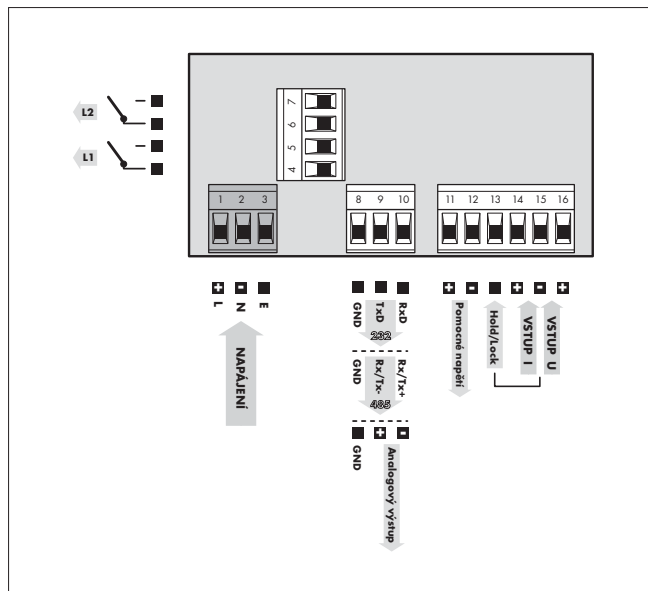 7
6
5
4
L2
L1
1 2 3
8 9 10
11 12 13 14 15 16
+ L
- N
E
GND
TxD
RxD
232
GND
Rx/Tx-
Rx/Tx+
485
GND
+
-
Analogový výstup
NAPÁJENÍ
+ - + - +
Pomocné napětí
Hold/Lock
VSTUP I
VSTUP U